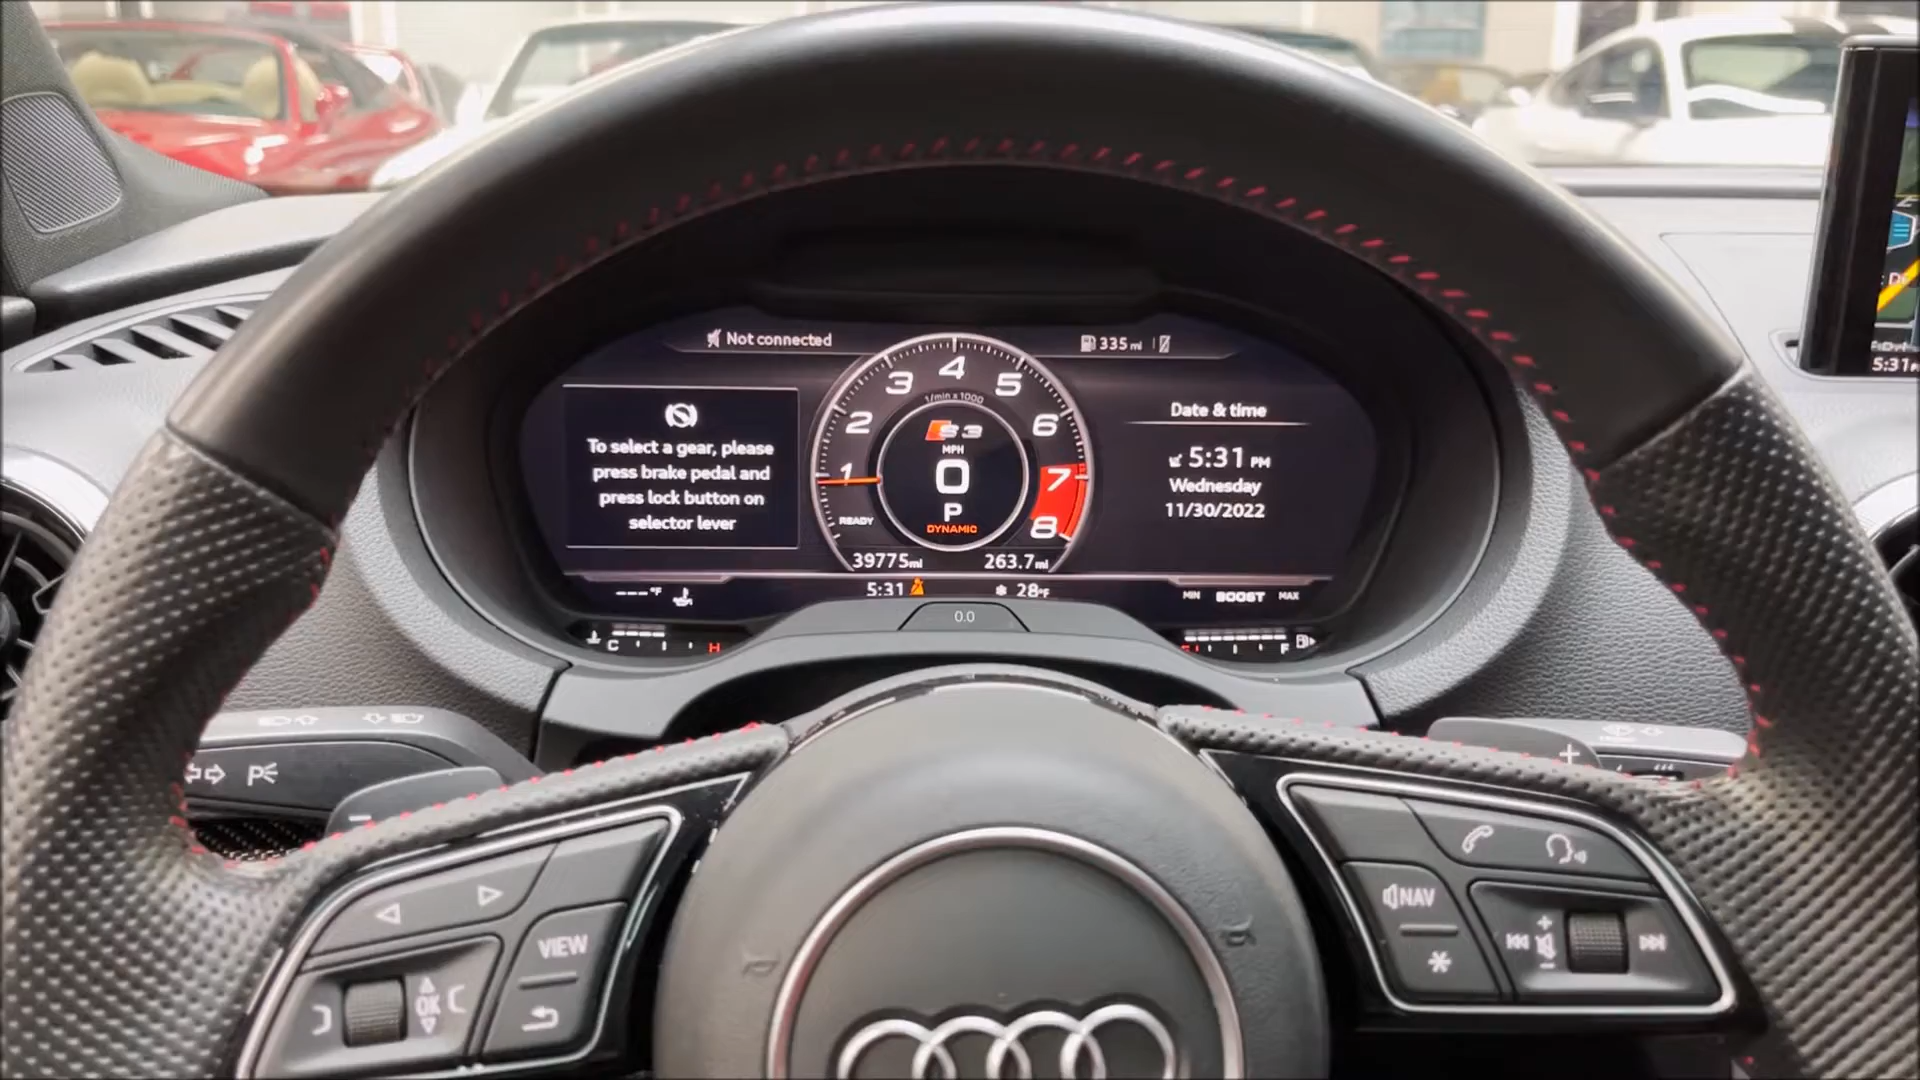 Not connected
335 mi
To select a gear, please
press brake pedal and
press lock button on
selector lever
1 2 3 4 5 6 7 8
1/min x 1000
S3
MPH
0
P
DYNAMIC
READY
39775 mi
263.7 mi
Date & time
5:31 PM
Wednesday
11/30/2022
---°F
5:31
28°F
MIN BOOST MAX
0.0
C H
F
5:31
P
−
+
VIEW
OK
NAV
*
+
−